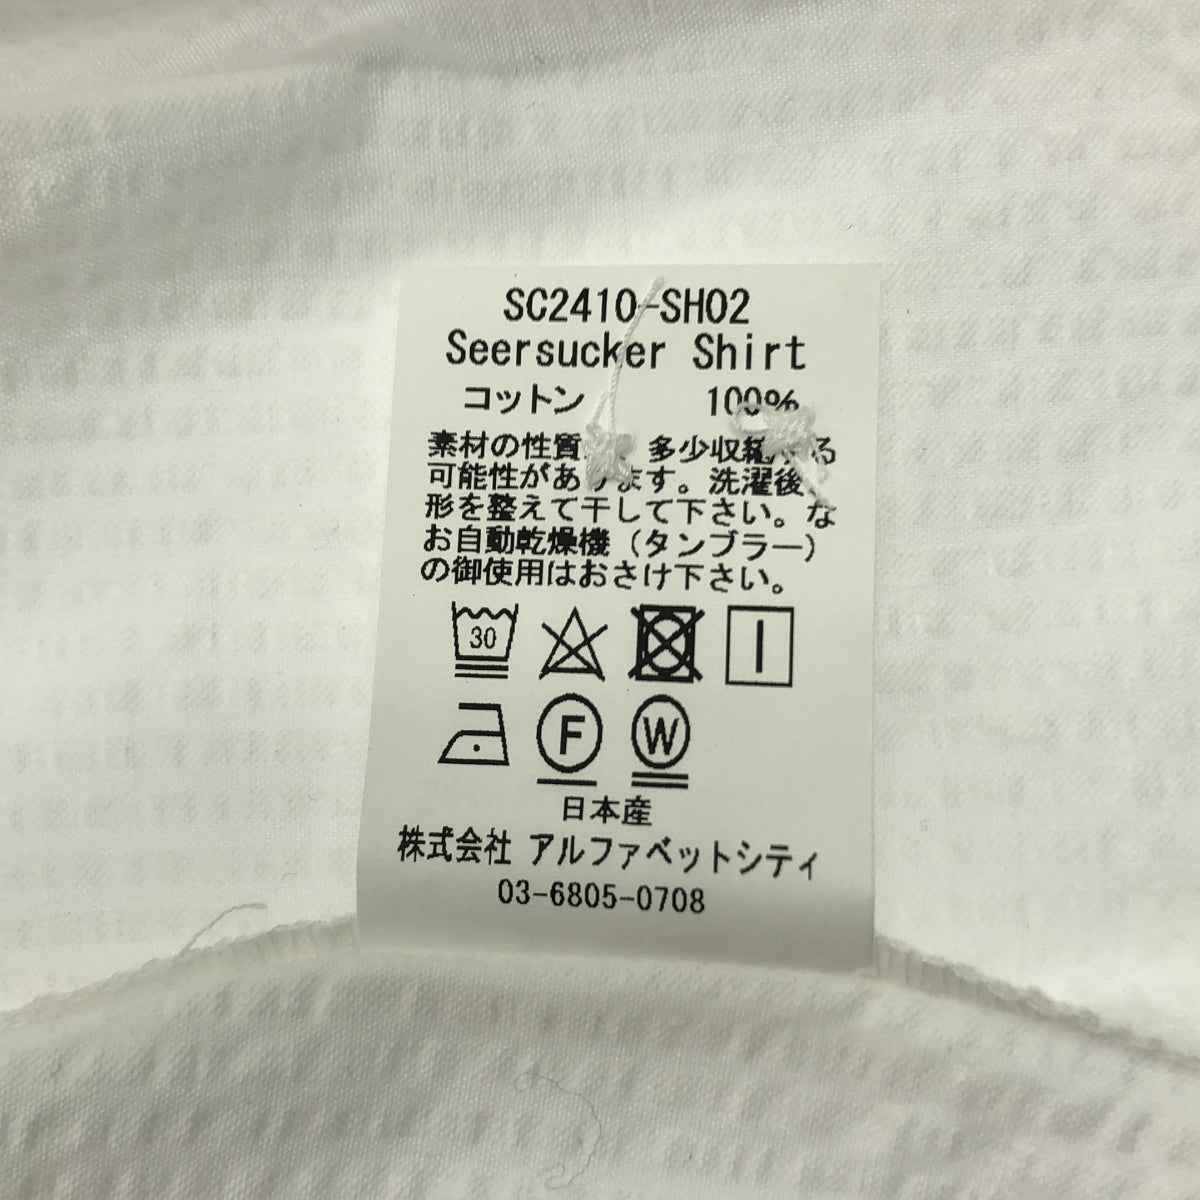 SC2410-SH02
Seersucker Shirt
コットン 100%
素材の性質 、多少収縮 る
可能性があります。洗濯後、
形を整えて干して下さい。な
お自動乾燥機（タンブラー）
の御使用はおさけ下さい。
30
F W
日本産
株式会社 アルファベットシティ
03-6805-0708